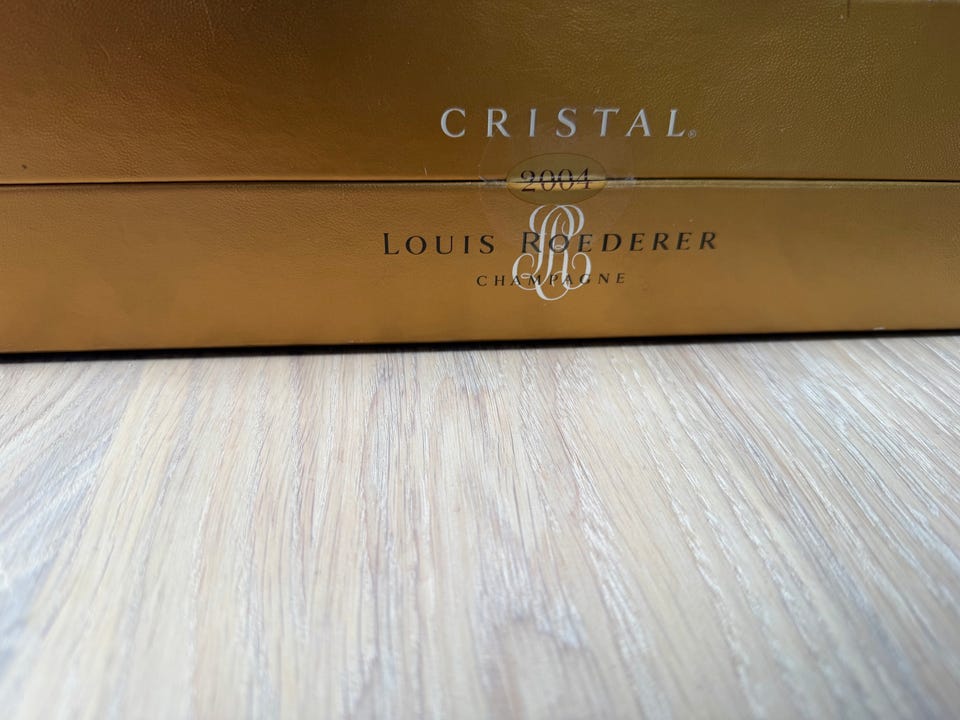 CRISTAL®
2004
LOUIS ROEDERER
CHAMPAGNE